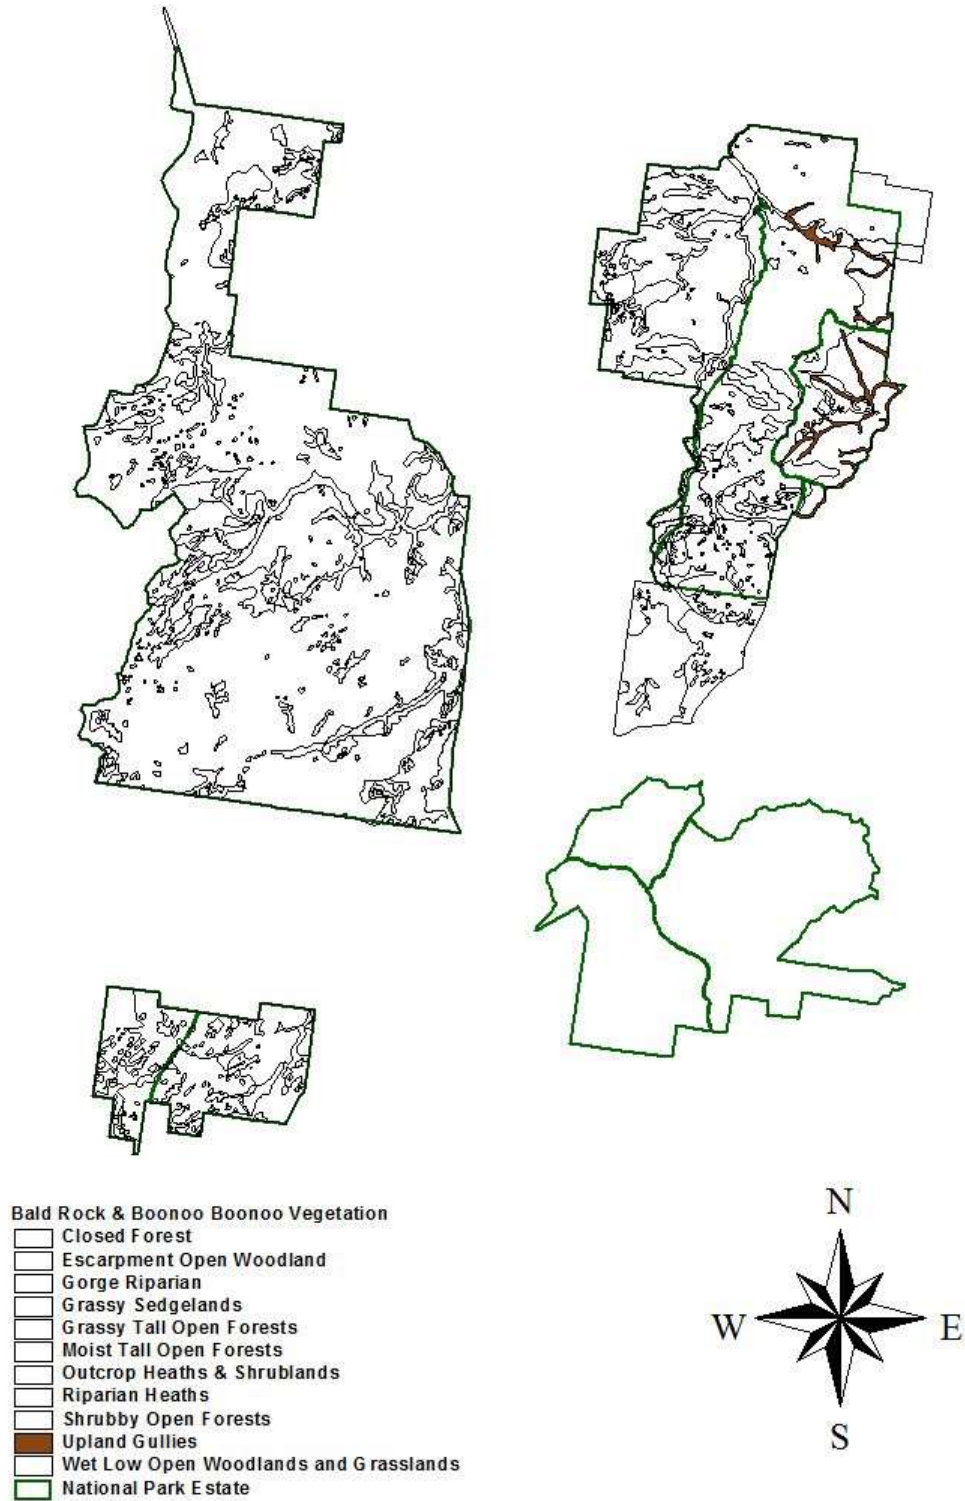 Bald Rock & Boonoo Boonoo Vegetation
Closed Forest
Escarpment Open Woodland
Gorge Riparian
Grassy Sedgelands
Grassy Tall Open Forests
Moist Tall Open Forests
Outcrop Heaths & Shrublands
Riparian Heaths
Shrubby Open Forests
Upland Gullies
Wet Low Open Woodlands and Grasslands
National Park Estate
N
W E
S